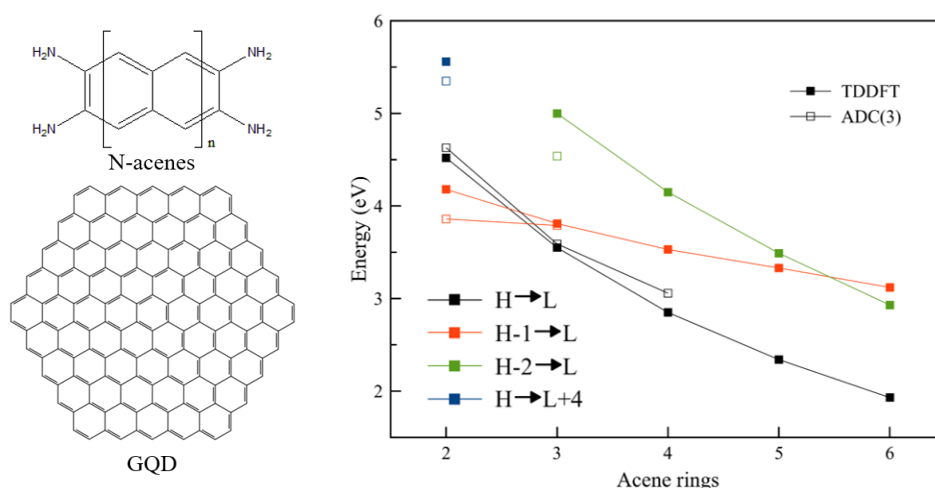 H₂N NH₂
H₂N NH₂
n
N-acenes
GQD
6
5
4
3
2
Energy (eV)
TDDFT
ADC(3)
H→L
H-1→L
H-2→L
H→L+4
2 3 4 5 6
Acene rings